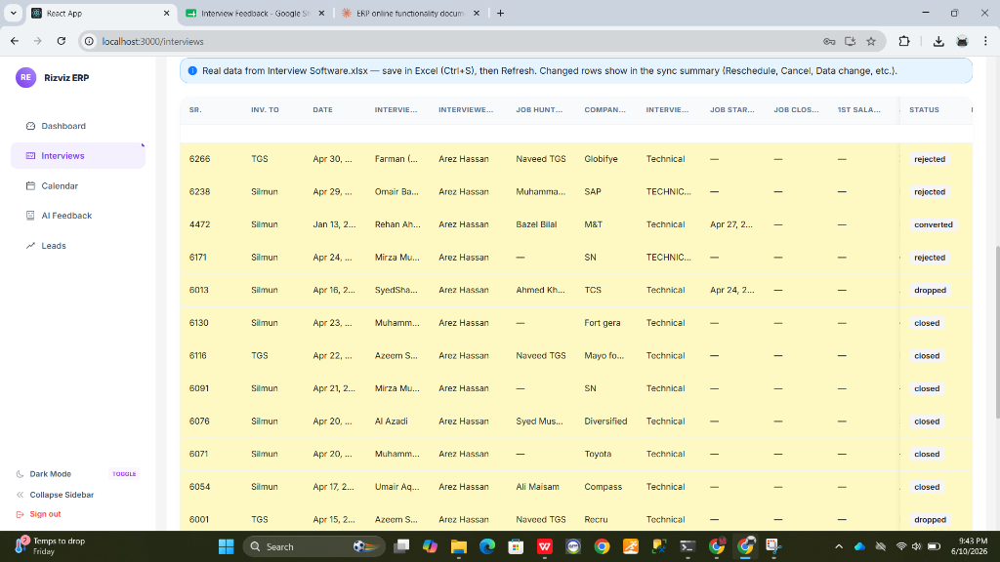 React App
Interview Feedback - Google Sh
ERP online functionality docum
localhost:3000/interviews
RE Rizviz ERP
Dashboard
Interviews
Calendar
AI Feedback
Leads
Dark Mode TOGGLE
Collapse Sidebar
Sign out
Real data from Interview Software.xlsx — save in Excel (Ctrl+S), then Refresh. Changed rows show in the sync summary (Reschedule, Cancel, Data change, etc.).
SR. INV. TO DATE INTERVIE... INTERVIEWE... JOB HUNT... COMPAN... INTERVIE... JOB STAR... JOB CLOS... 1ST SALA... STATUS
6266 TGS Apr 30, ... Farman (... Arez Hassan Naveed TGS Globifye Technical — — — rejected
6238 Silmun Apr 29, ... Omair Ba... Arez Hassan Muhamma... SAP TECHNIC... — — — rejected
4472 Silmun Jan 13, 2... Rehan Ah... Arez Hassan Bazel Bilal M&T Technical Apr 27, 2... — — converted
6171 Silmun Apr 24, ... Mirza Mu... Arez Hassan — SN TECHNIC... — — — rejected
6013 Silmun Apr 16, 2... SyedSha... Arez Hassan Ahmed Kh... TCS Technical Apr 24, 2... — — dropped
6130 Silmun Apr 23, ... Muhamm... Arez Hassan — Fort gera Technical — — — closed
6116 TGS Apr 22, ... Azeem S... Arez Hassan Naveed TGS Mayo fo... Technical — — — closed
6091 Silmun Apr 21, 2... Mirza Mu... Arez Hassan — SN Technical — — — closed
6076 Silmun Apr 20, ... Al Azadi Arez Hassan Syed Mus... Diversified Technical — — — closed
6071 Silmun Apr 20, ... Muhamm... Arez Hassan — Toyota Technical — — — closed
6054 Silmun Apr 17, 2... Umair Aq... Arez Hassan Ali Maisam Compass Technical — — — closed
6001 TGS Apr 15, 2... Azeem S... Arez Hassan Naveed TGS Recru Technical — — — dropped
2 Temps to drop
Friday
Search
9:43 PM
6/10/2026